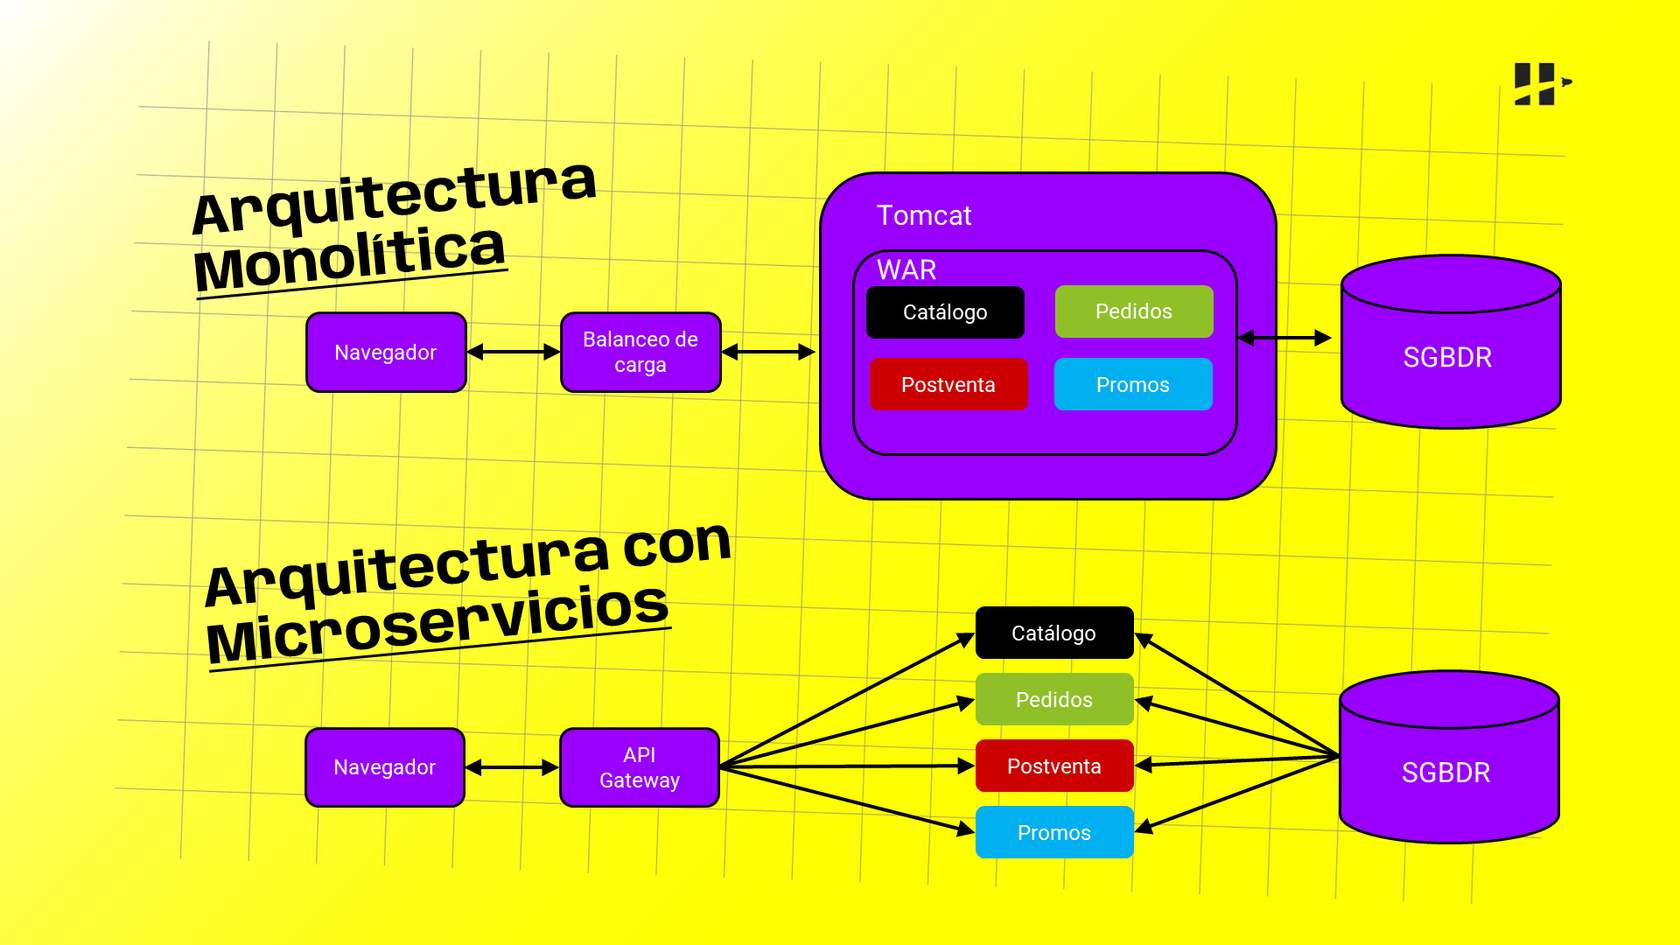 Arquitectura
Monolítica
Tomcat
WAR
Catálogo
Pedidos
Navegador
Balanceo de
carga
Postventa
Promos
SGBDR
Arquitectura con
Microservicios
Catálogo
Pedidos
Navegador
API
Gateway
Postventa
SGBDR
Promos